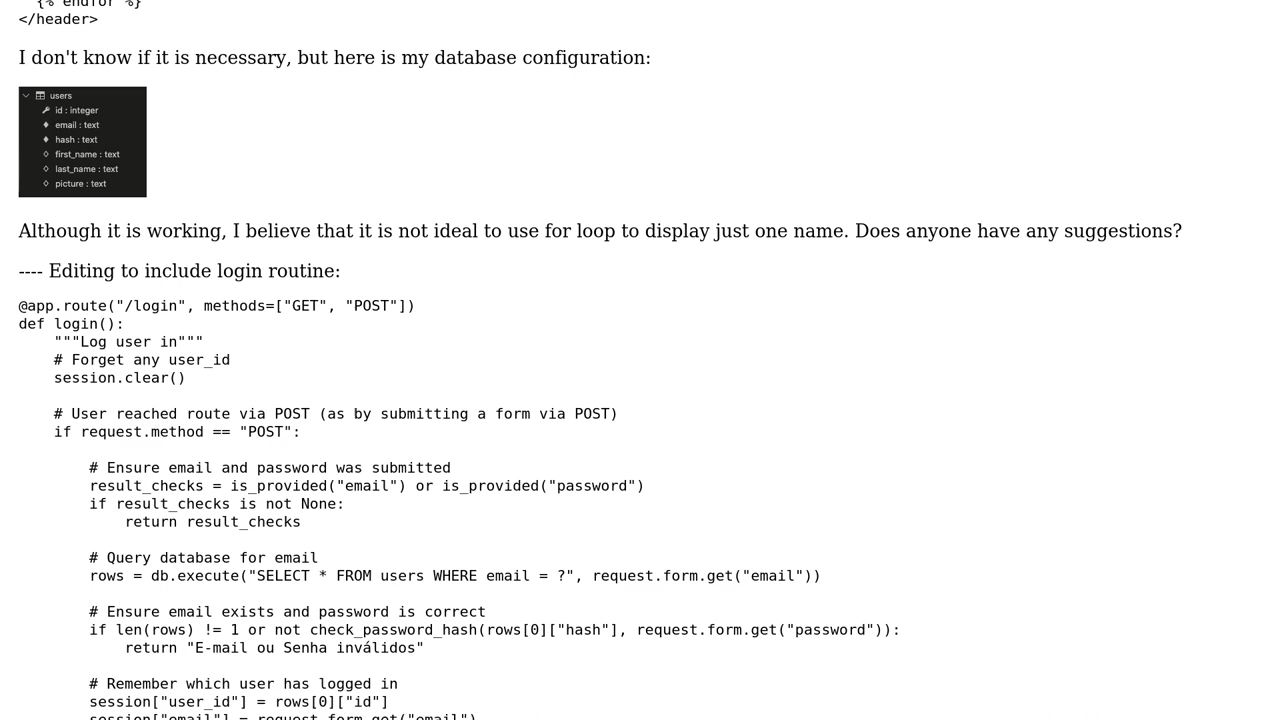 {% endfor %}
</header>
I don't know if it is necessary, but here is my database configuration:
users
id : integer
email : text
hash : text
first_name : text
last_name : text
picture : text
Although it is working, I believe that it is not ideal to use for loop to display just one name. Does anyone have any suggestions?
---- Editing to include login routine:
@app.route("/login", methods=["GET", "POST"])
def login():
    """Log user in"""
    # Forget any user_id
    session.clear()
    # User reached route via POST (as by submitting a form via POST)
    if request.method == "POST":
        # Ensure email and password was submitted
        result_checks = is_provided("email") or is_provided("password")
        if result_checks is not None:
            return result_checks
        # Query database for email
        rows = db.execute("SELECT * FROM users WHERE email = ?", request.form.get("email"))
        # Ensure email exists and password is correct
        if len(rows) != 1 or not check_password_hash(rows[0]["hash"], request.form.get("password")):
            return "E-mail ou Senha inválidos"
        # Remember which user has logged in
        session["user_id"] = rows[0]["id"]
        session["email"] = request.form.get("email")